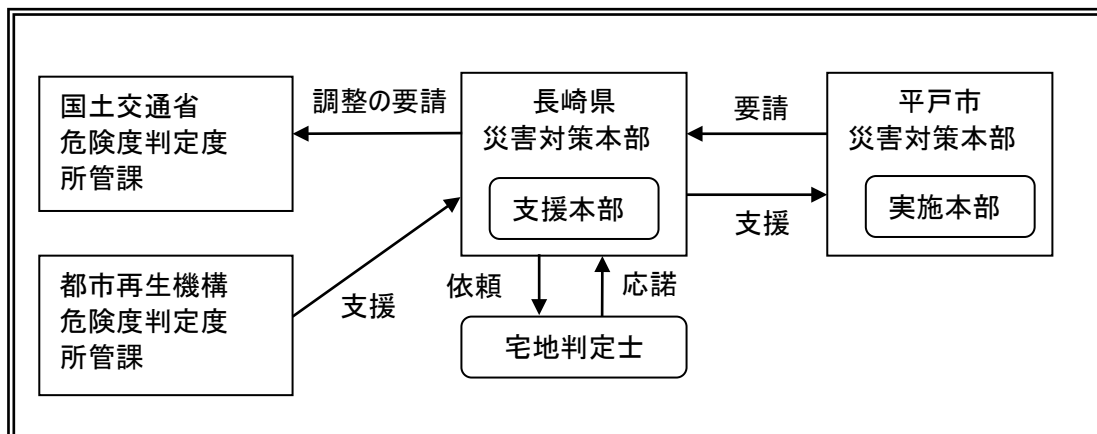 国土交通省
危険度判定度
所管課
調整の要請
長崎県
災害対策本部
支援本部
要請
支援
平戸市
災害対策本部
実施本部
都市再生機構
危険度判定度
所管課
支援
依頼
応諾
宅地判定士